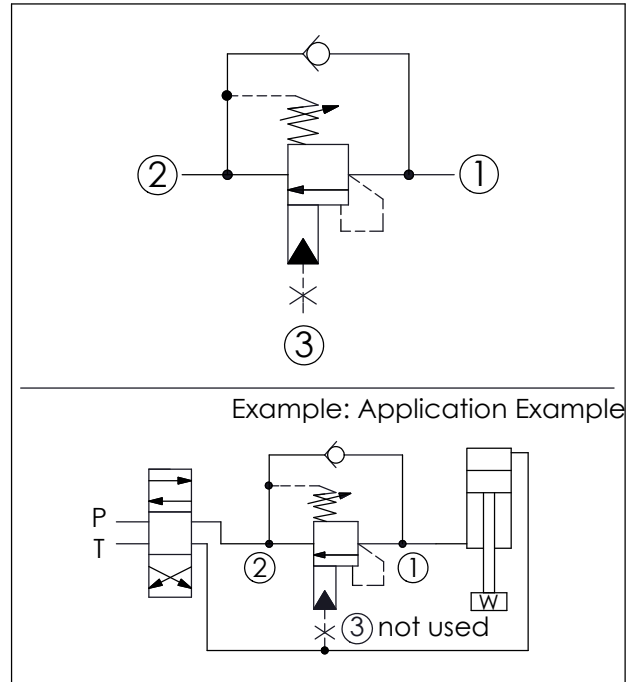 ②
①
③
Example: Application Example
P
T
②
①
W
③ not used